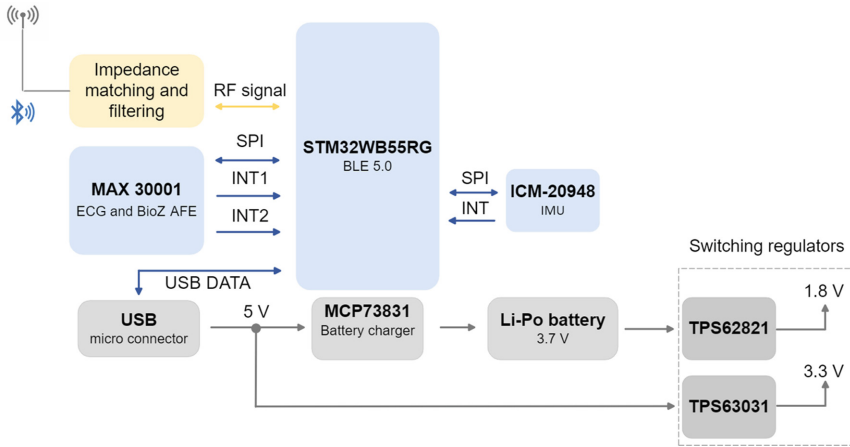 Impedance
matching and
filtering
RF signal
STM32WB55RG
BLE 5.0
MAX 30001
ECG and BioZ AFE
SPI
INT1
INT2
SPI
INT
ICM-20948
IMU
USB DATA
Switching regulators
USB
micro connector
5 V
MCP73831
Battery charger
Li-Po battery
3.7 V
TPS62821
1.8 V
TPS63031
3.3 V